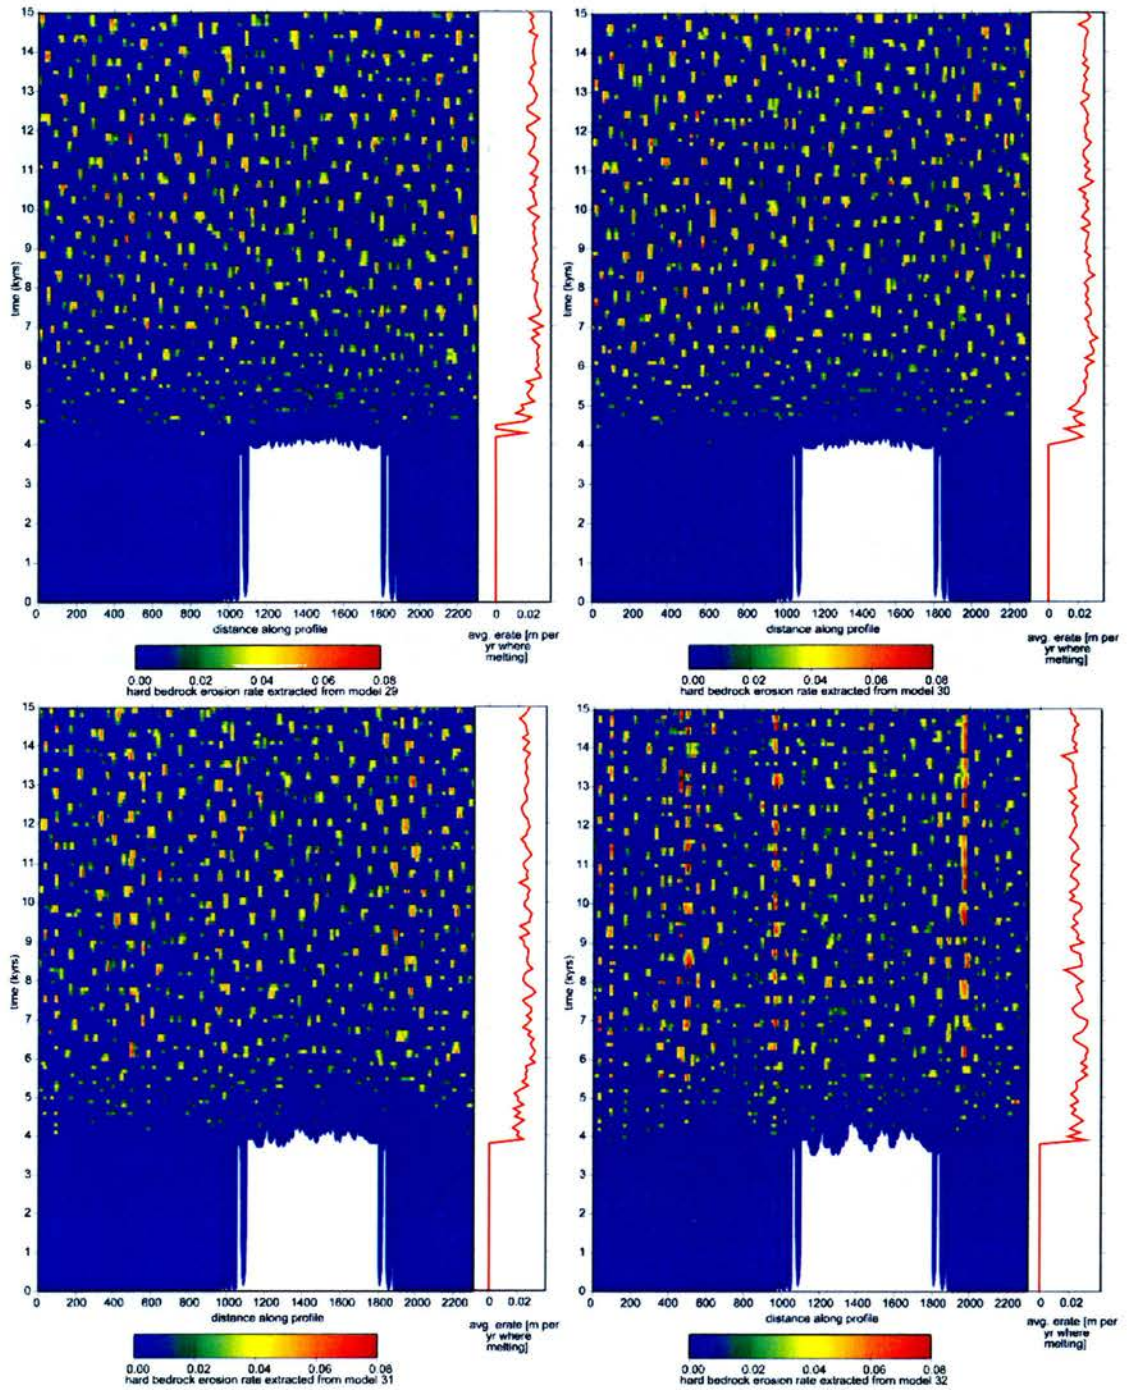 15
14
13
12
11
10
9
8
7
6
5
4
3
2
1
0
time (kyrs)
0 200 400 600 800 1000 1200 1400 1600 1800 2000 2200
distance along profile
0 0.02
avg. erate [m per
yr where
melting]
0.00 0.02 0.04 0.06 0.08
hard bedrock erosion rate extracted from model 29
15
14
13
12
11
10
9
8
7
6
5
4
3
2
1
0
time (kyrs)
0 200 400 600 800 1000 1200 1400 1600 1800 2000 2200
distance along profile
0 0.02
avg. erate [m per
yr where
melting]
0.00 0.02 0.04 0.06 0.08
hard bedrock erosion rate extracted from model 30
15
14
13
12
11
10
9
8
7
6
5
4
3
2
1
0
time (kyrs)
0 200 400 600 800 1000 1200 1400 1600 1800 2000 2200
distance along profile
0 0.02
avg. erate [m per
yr where
melting]
0.00 0.02 0.04 0.06 0.08
hard bedrock erosion rate extracted from model 31
15
14
13
12
11
10
9
8
7
6
5
4
3
2
1
0
time (kyrs)
0 200 400 600 800 1000 1200 1400 1600 1800 2000 2200
distance along profile
0 0.02
avg. erate [m per
yr where
melting]
0.00 0.02 0.04 0.06 0.08
hard bedrock erosion rate extracted from model 32